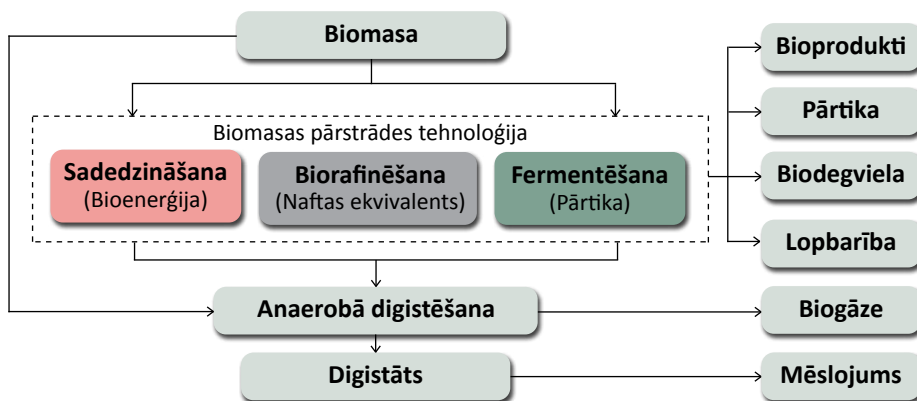 Biomasa
Biomasas pārstrādes tehnoloģija
Sadedzināšana
(Bioenerģija)
Biorafinēšana
(Naftas ekvivalents)
Fermentēšana
(Pārtika)
Anaerobā digistēšana
Digistāts
Bioprodukti
Pārtika
Biodegviela
Lopbarība
Biogāze
Mēslojums